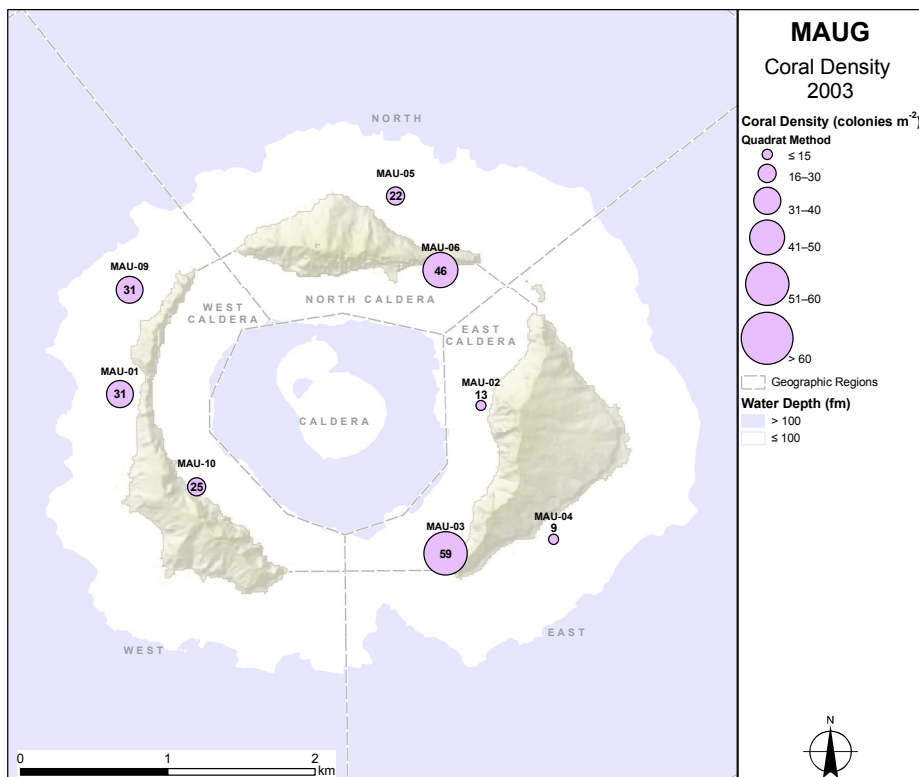 MAUG
Coral Density
2003
Coral Density (colonies m⁻²)
Quadrat Method
≤ 15
16–30
31–40
41–50
51–60
> 60
Geographic Regions
Water Depth (fm)
> 100
≤ 100
N
NORTH
MAU-05
22
MAU-06
46
MAU-09
31
NORTH CALDERA
WEST
CALDERA
EAST
CALDERA
MAU-01
31
MAU-02
13
CALDERA
MAU-10
25
MAU-03
59
MAU-04
9
WEST
EAST
0 1 2
km